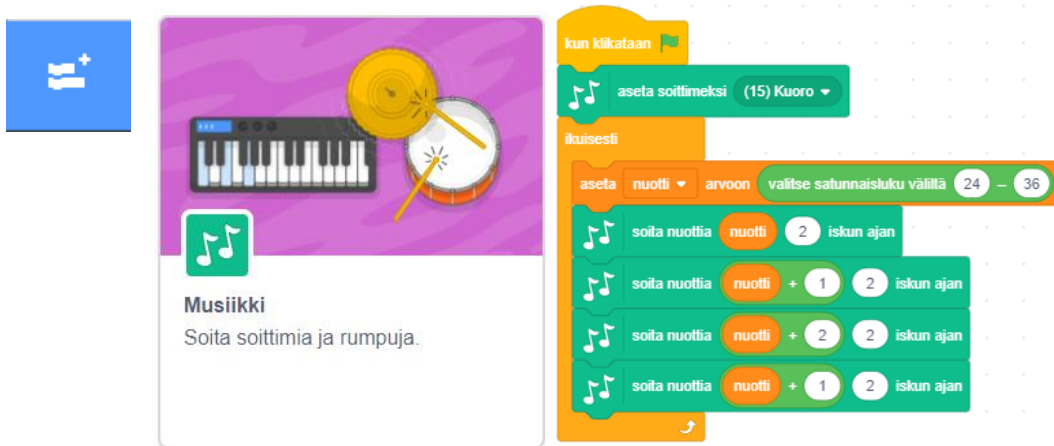 Musiikki
Soita soittimia ja rumpuja.
kun klikataan
aseta soittimeksi (15) Kuoro
ikuisesti
aseta nuotti arvoon valitse satunnaisluku väliltä 24 – 36
soita nuottia nuotti 2 iskun ajan
soita nuottia nuotti + 1 2 iskun ajan
soita nuottia nuotti + 2 2 iskun ajan
soita nuottia nuotti + 1 2 iskun ajan